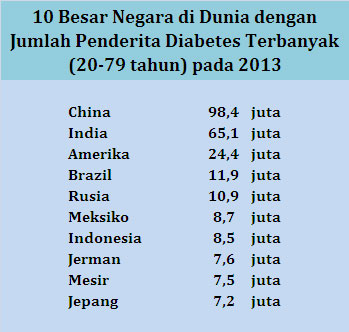 10 Besar Negara di Dunia dengan
Jumlah Penderita Diabetes Terbanyak
(20-79 tahun) pada 2013
China 98,4 juta
India 65,1 juta
Amerika 24,4 juta
Brazil 11,9 juta
Rusia 10,9 juta
Meksiko 8,7 juta
Indonesia 8,5 juta
Jerman 7,6 juta
Mesir 7,5 juta
Jepang 7,2 juta